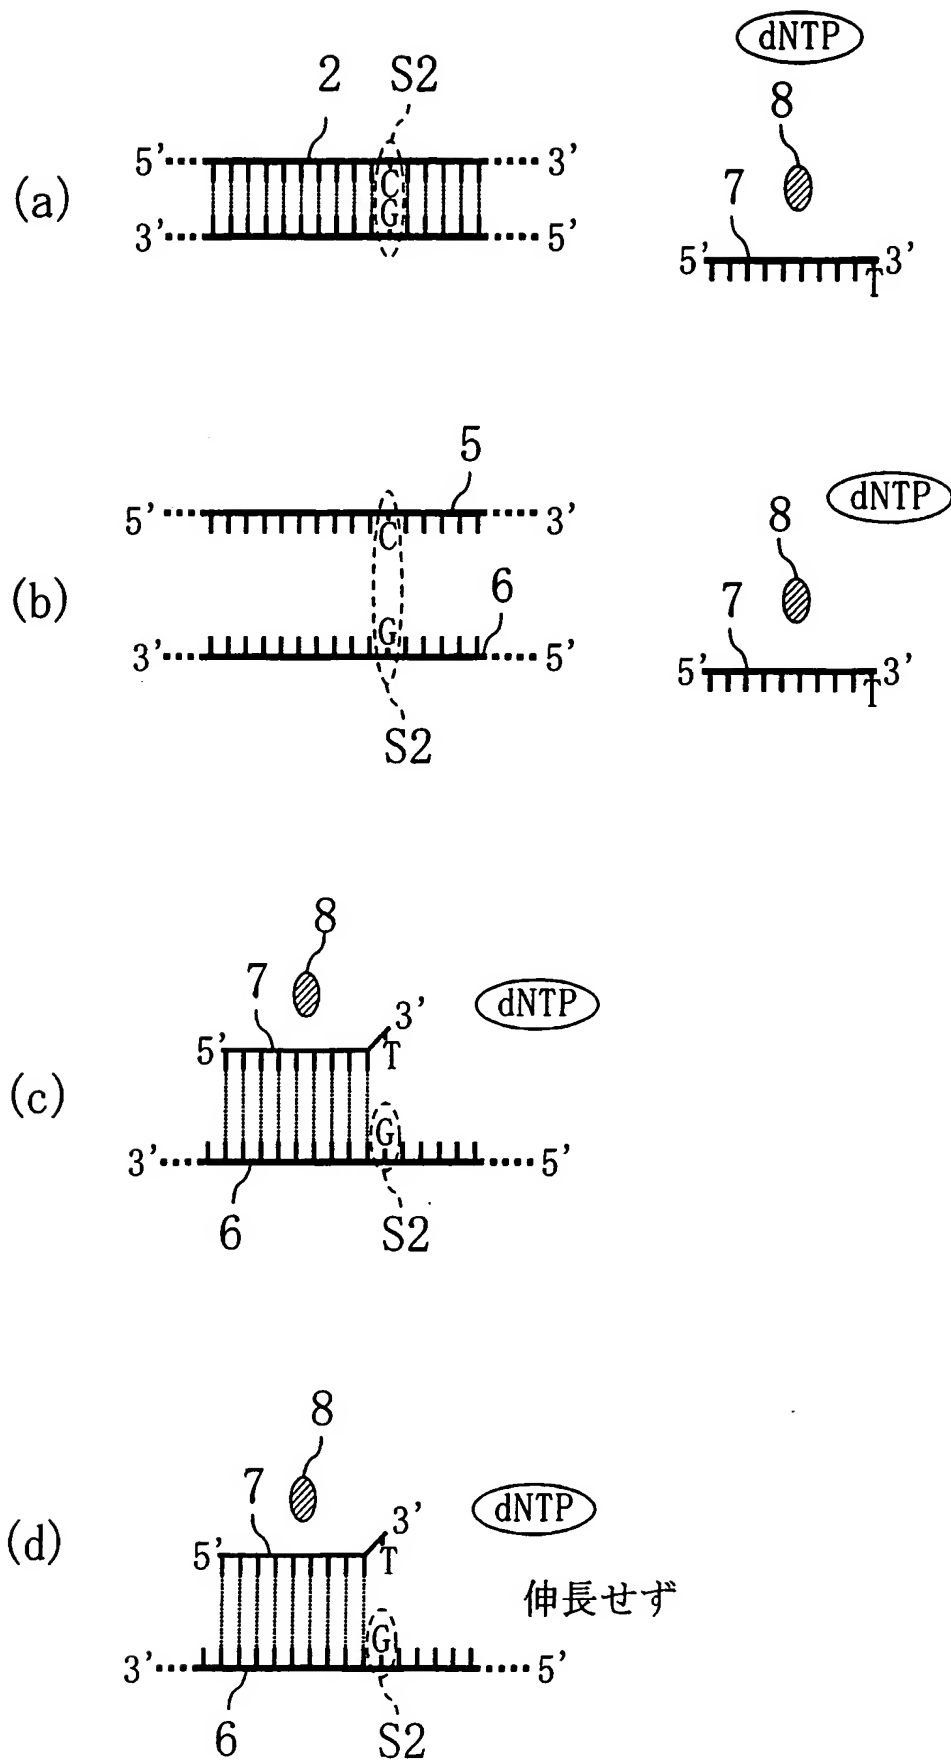 dNTP
2 S2 8
5' 3' 7
(a) C
G
3' 5' 5' 3'
T
5
5' 3' 8 dNTP
C
(b) 6 7
G
3' 5' 5' 3'
T
S2
8
7 3' dNTP
5' T
(c) G
3' 5'
6 S2
8
7 3' dNTP
(d) 5' T
伸長せず
G
3' 5'
6 S2